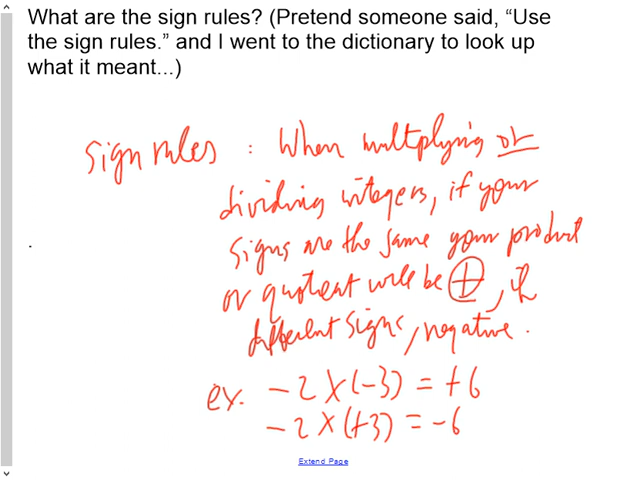 What are the sign rules? (Pretend someone said, “Use
the sign rules.” and I went to the dictionary to look up
what it meant...)
Sign rules : When multplying or
dividing integers, if your
signs are the same your product
or quotient will be ⊕, if
different signs, negative.
ex. -2 X (-3) = +6
-2 X (+3) = -6
Extend Page